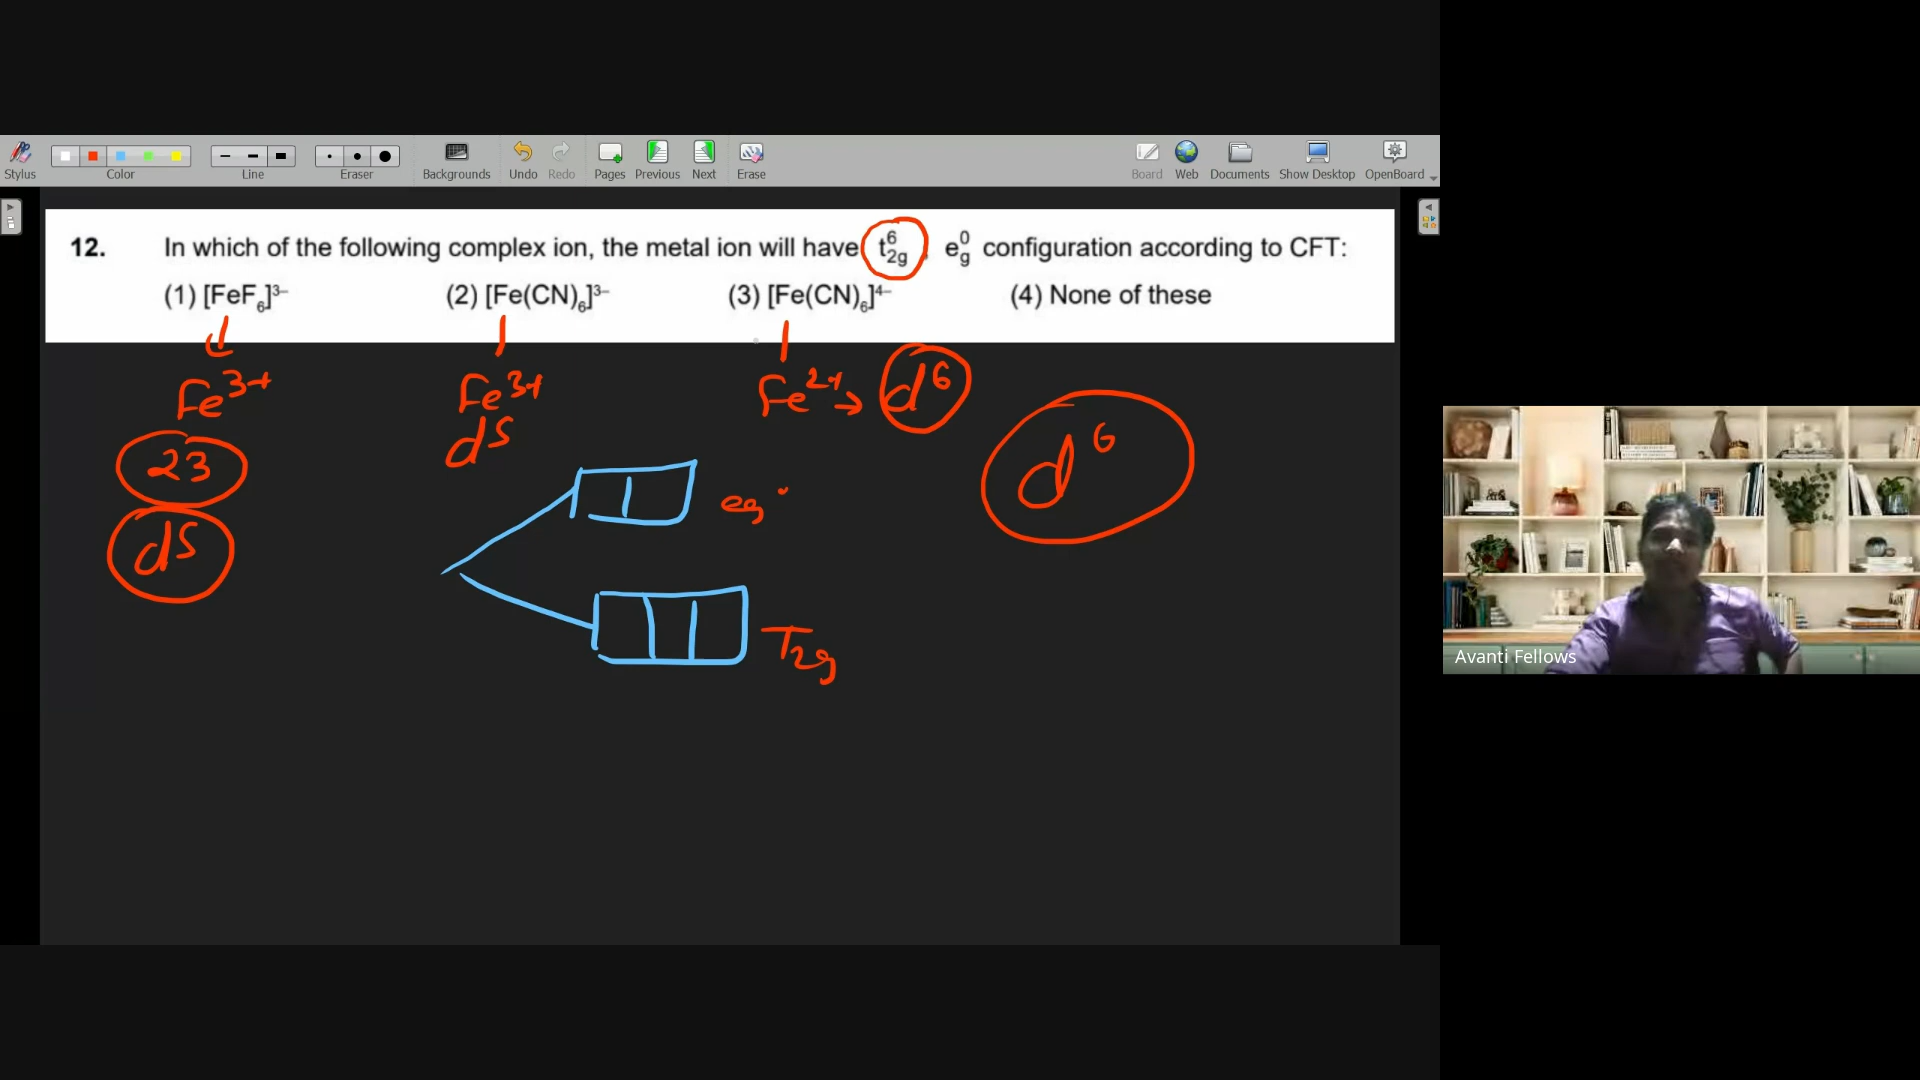 Stylus Color Line Eraser Backgrounds Undo Redo Pages Previous Next Erase Board Web Documents Show Desktop OpenBoard
12. In which of the following complex ion, the metal ion will have t₂g⁶, eg⁰ configuration according to CFT:
(1) [FeF₆]³⁻ (2) [Fe(CN)₆]³⁻ (3) [Fe(CN)₆]⁴⁻ (4) None of these
Fe³⁺ Fe³⁺ Fe²⁺ → d⁶
23 d⁵ d⁶
eg
d⁵
T₂g
Avanti Fellows